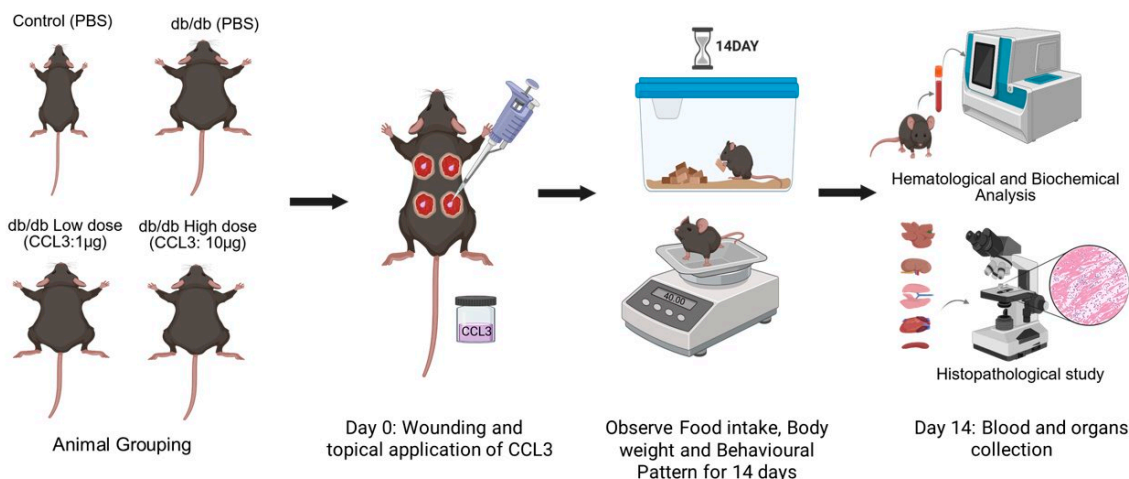 Control (PBS)
db/db (PBS)
db/db Low dose
(CCL3:1µg)
db/db High dose
(CCL3: 10µg)
Animal Grouping
CCL3
Day 0: Wounding and
topical application of CCL3
14DAY
40.00
Observe Food intake, Body
weight and Behavioural
Pattern for 14 days
Hematological and Biochemical
Analysis
Histopathological study
Day 14: Blood and organs
collection